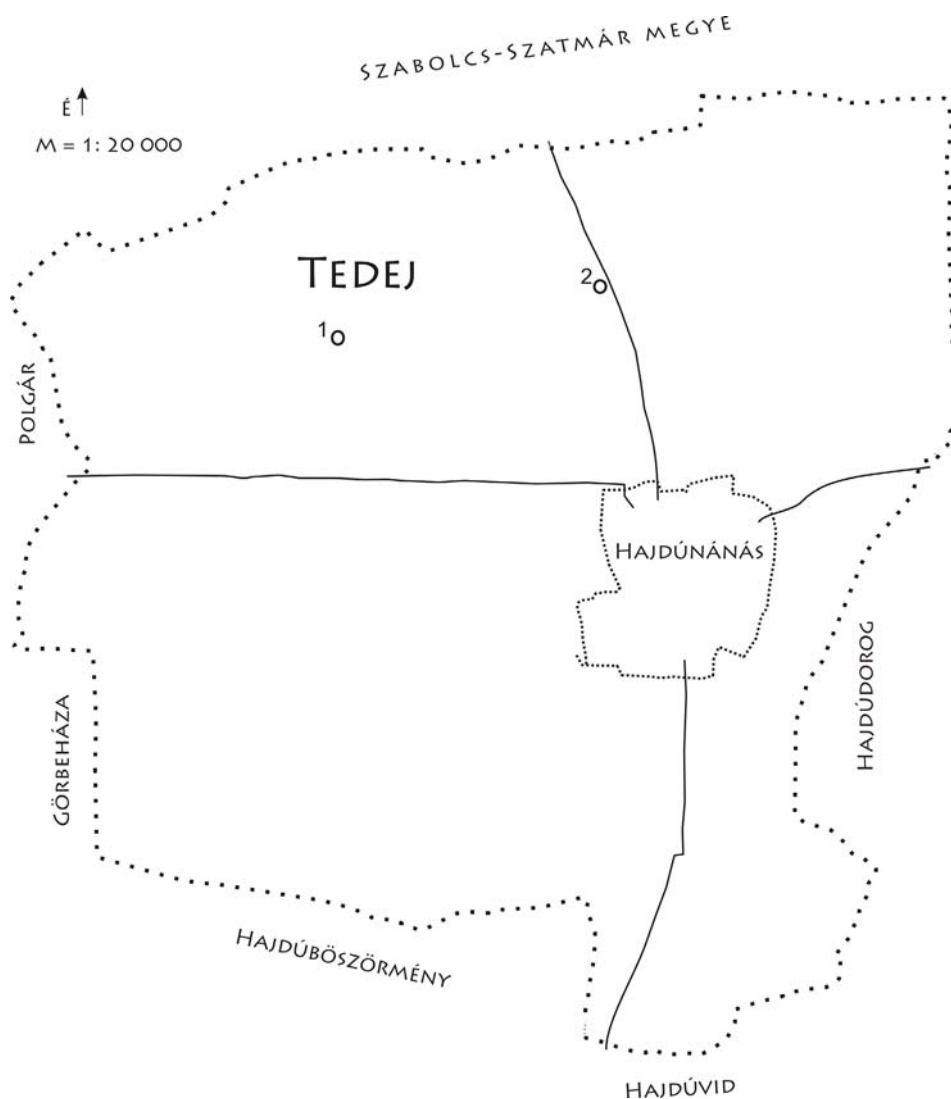 SZABOLCS-SZATMÁR MEGYE
É
M = 1: 20 000
TEDEJ
2
1
POLGÁR
HAJDÚNÁNÁS
HAJDÚDOROG
GÖRBEHÁZA
HAJDÚBÖSZÖRMÉNY
HAJDÚVID